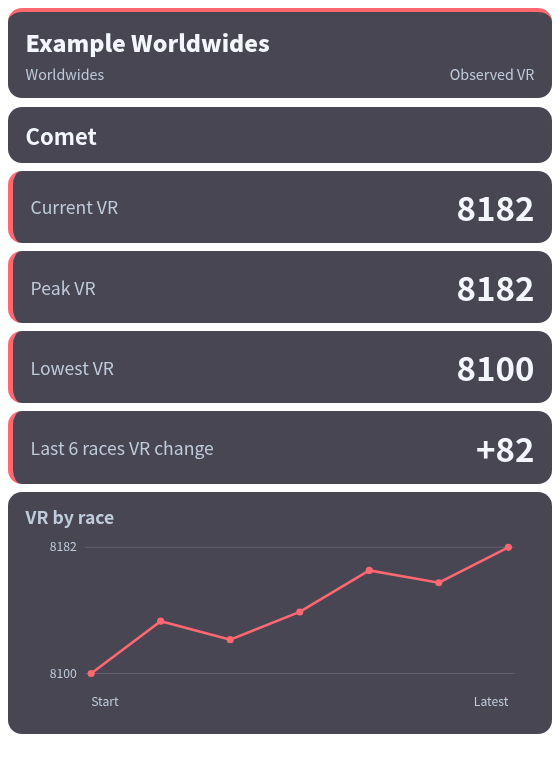 Example Worldwides
Worldwides Observed VR
Comet
Current VR 8182
Peak VR 8182
Lowest VR 8100
Last 6 races VR change +82
VR by race
8182
8100
Start Latest